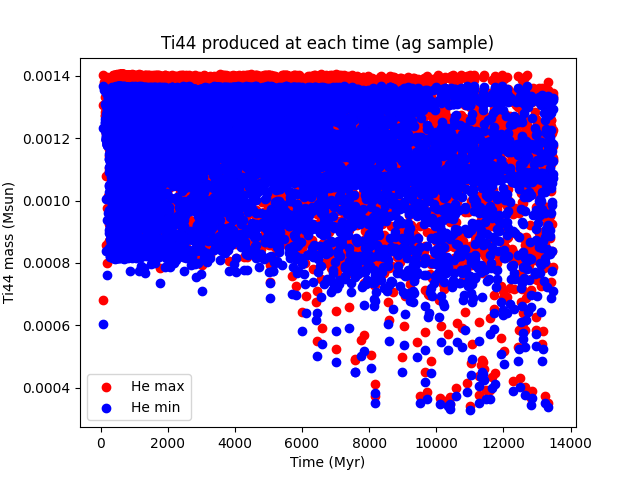 Ti44 produced at each time (ag sample)
0.0014
0.0012
0.0010
0.0008
0.0006
0.0004
Ti44 mass (Msun)
He max
He min
0 2000 4000 6000 8000 10000 12000 14000
Time (Myr)